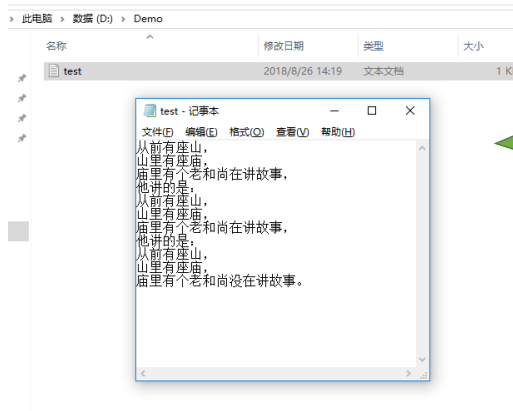 › 此电脑 › 数据 (D:) › Demo
名称 修改日期 类型 大小
test 2018/8/26 14:19 文本文档 1 K
test - 记事本
文件(F) 编辑(E) 格式(O) 查看(V) 帮助(H)
从前有座山，
山里有座庙，
庙里有个老和尚在讲故事，
他讲的是：
从前有座山，
山里有座庙，
庙里有个老和尚在讲故事，
他讲的是：
从前有座山，
山里有座庙，
庙里有个老和尚没在讲故事。